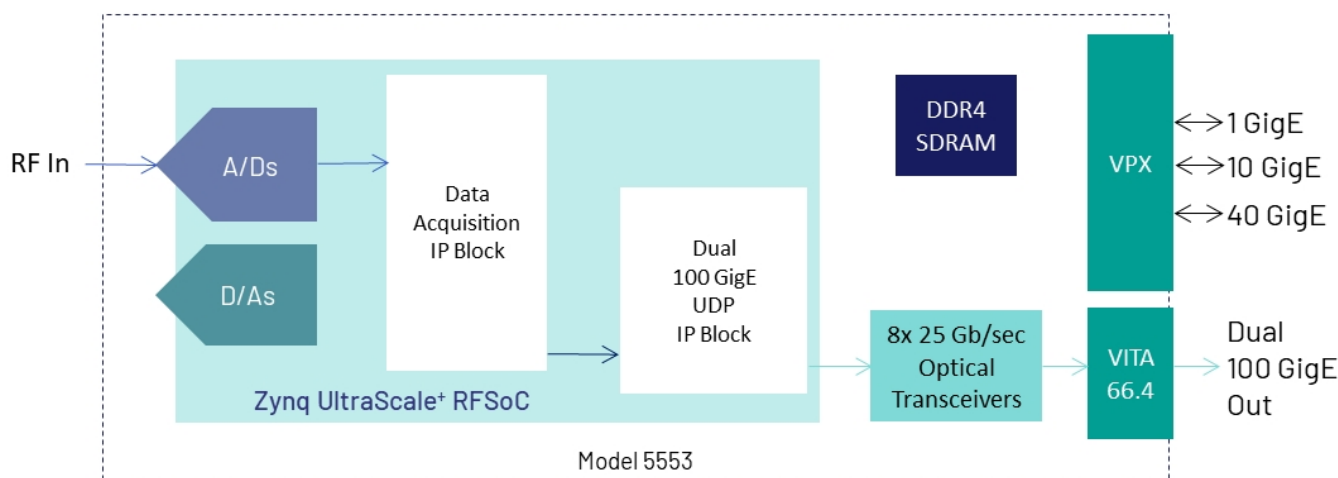 RF In
A/Ds
D/As
Data
Acquisition
IP Block
Dual
100 GigE
UDP
IP Block
Zynq UltraScale⁺ RFSoC
DDR4
SDRAM
8x 25 Gb/sec
Optical
Transceivers
VPX
1 GigE
10 GigE
40 GigE
VITA
66.4
Dual
100 GigE
Out
Model 5553